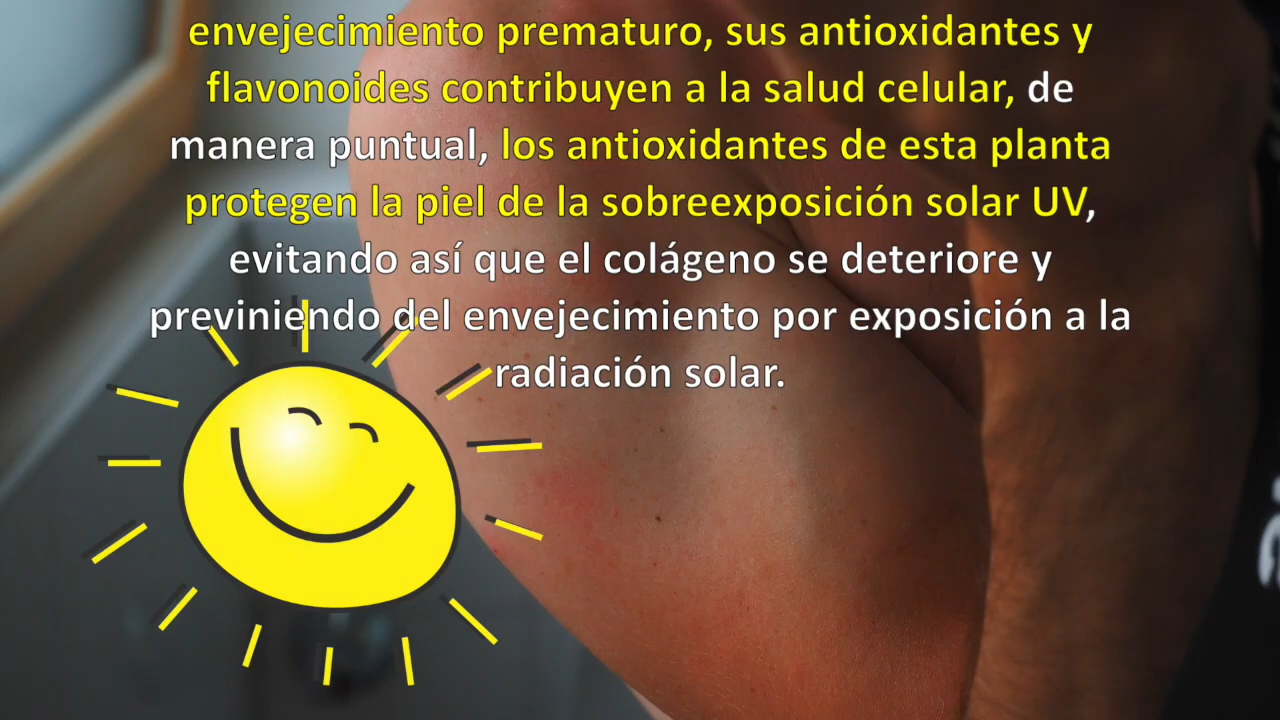 envejecimiento prematuro, sus antioxidantes y
flavonoides contribuyen a la salud celular, de
manera puntual, los antioxidantes de esta planta
protegen la piel de la sobreexposición solar UV,
evitando así que el colágeno se deteriore y
previniendo del envejecimiento por exposición a la
radiación solar.